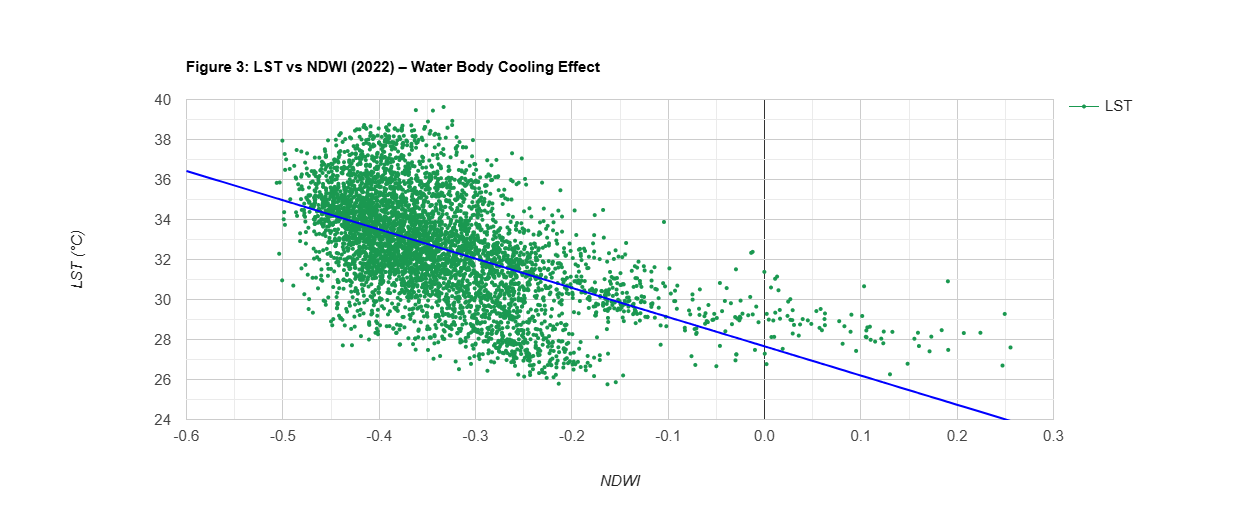 Figure 3: LST vs NDWI (2022) – Water Body Cooling Effect
LST
40
38
36
34
32
30
28
26
24
LST (°C)
-0.6 -0.5 -0.4 -0.3 -0.2 -0.1 0.0 0.1 0.2 0.3
NDWI